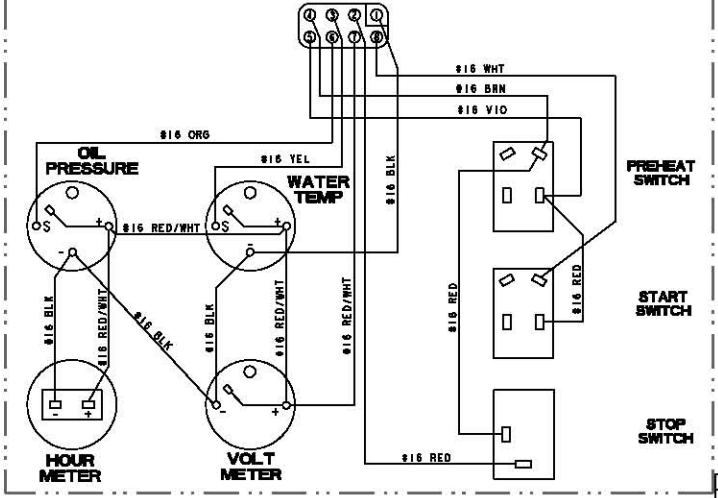 4 3 2 1
5 6 7 8
#16 WHT
#16 BRN
#16 VIO
#16 ORG
#16 YEL
OIL
PRESSURE
WATER
TEMP
#16 BLK
PREHEAT
SWITCH
S + -
#16 RED/WHT
S + -
#16 BLK
#16 RED/WHT
#16 BLK
#16 BLK
#16 RED/WHT
#16 RED/WHT
#16 RED
#16 RED
START
SWITCH
- +
- +
STOP
SWITCH
#16 RED
HOUR
METER
VOLT
METER